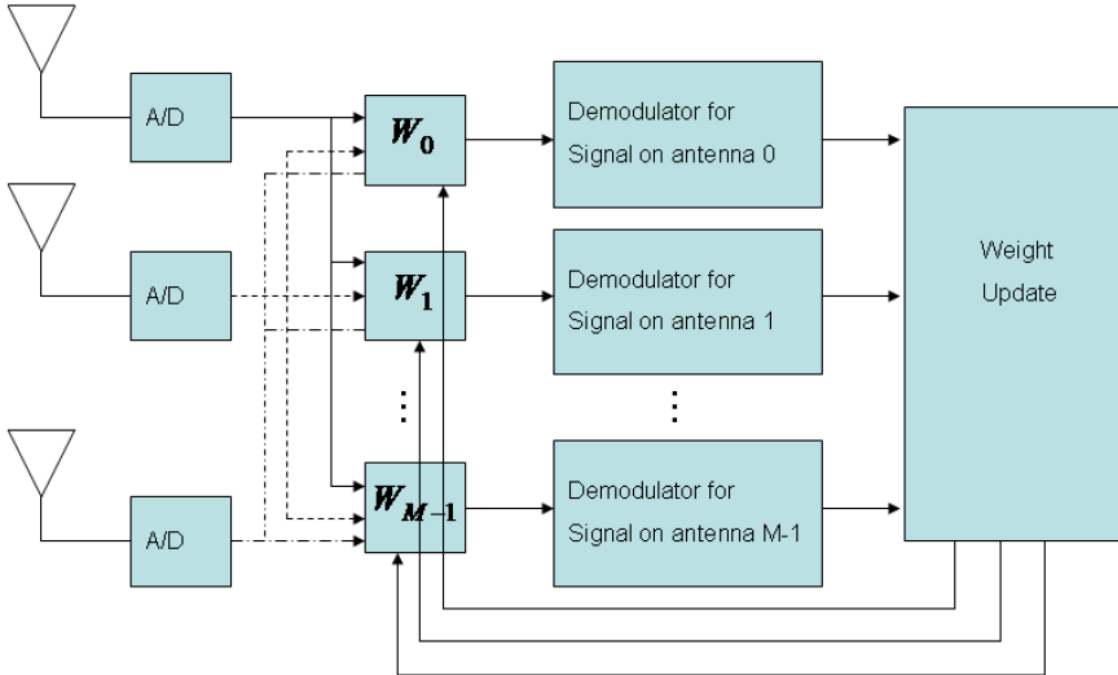 A/D
W0
Demodulator for
Signal on antenna 0
A/D
W1
Demodulator for
Signal on antenna 1
Weight
Update
⋮
⋮
A/D
WM-1
Demodulator for
Signal on antenna M-1